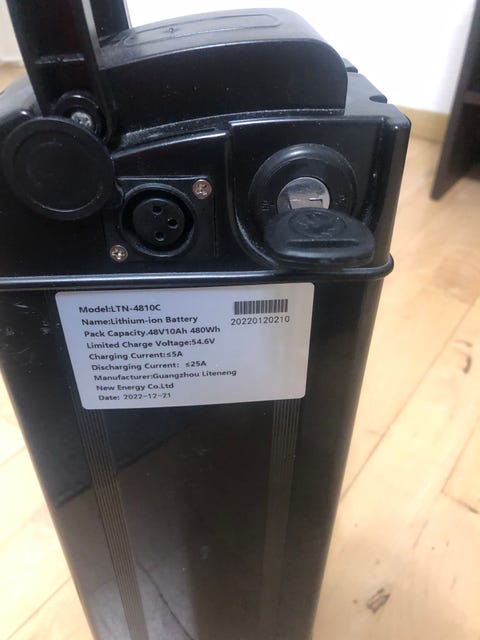 Model:LTN-4810C
Name:Lithium-ion Battery
20220120210
Pack Capacity.48V10Ah 480Wh
Limited Charge Voltage:54.6V
Charging Current:≤5A
Discharging Current: ≤25A
Manufacturer:Guangzhou Liteneng
New Energy Co.Ltd
Date: 2022-12-21